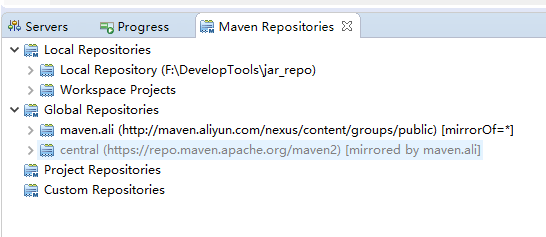 Servers Progress Maven Repositories
Local Repositories
Local Repository (F:\DevelopTools\jar_repo)
Workspace Projects
Global Repositories
maven.ali (http://maven.aliyun.com/nexus/content/groups/public) [mirrorOf=*]
central (https://repo.maven.apache.org/maven2) [mirrored by maven.ali]
Project Repositories
Custom Repositories